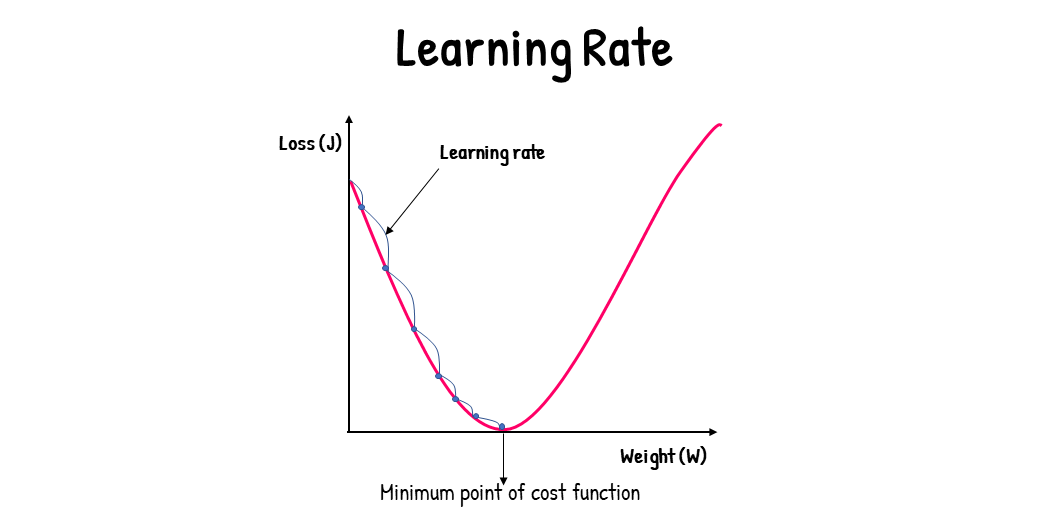 Learning Rate
Loss (J)
Learning rate
Weight (W)
Minimum point of cost function